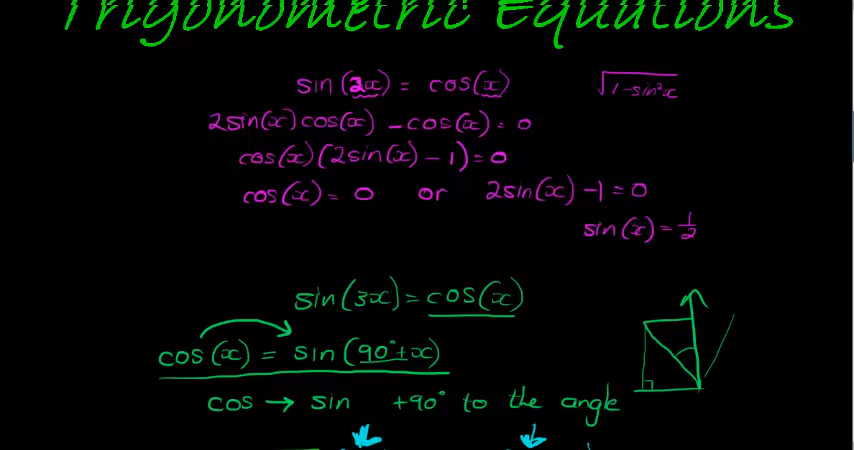 Trigonometric Equations
sin(2x) = cos(x)
√1-sin²x
2sin(x)cos(x) - cos(x) = 0
cos(x)(2sin(x) - 1) = 0
cos(x) = 0 or 2sin(x) - 1 = 0
sin(x) = 1/2
sin(3x) = cos(x)
cos(x) = sin(90°+x)
cos → sin +90° to the angle